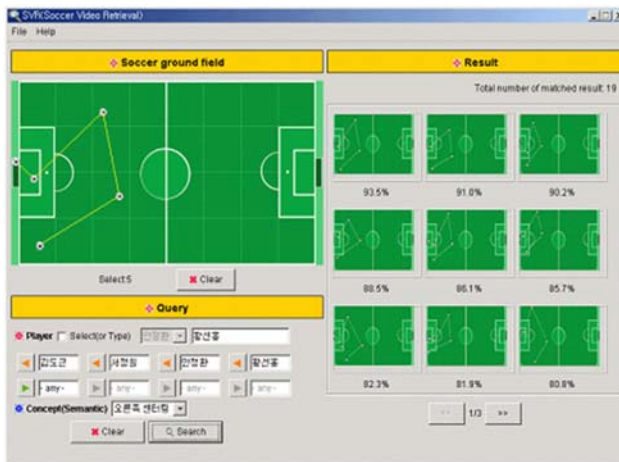 SVR(Soccer Video Retrieval)
File Help
Soccer ground field
Select:5
Clear
Query
Player Select(or Type) 안정환 황선홍
김도근 서정원 안정환 황선홍
- any - - any - - any - - any -
Concept(Semantic) 오른쪽 센터링
Clear Search
Result
Total number of matched result: 19
93.5% 91.0% 90.2%
88.5% 86.1% 85.7%
82.3% 81.9% 80.8%
<< 1/3 >>